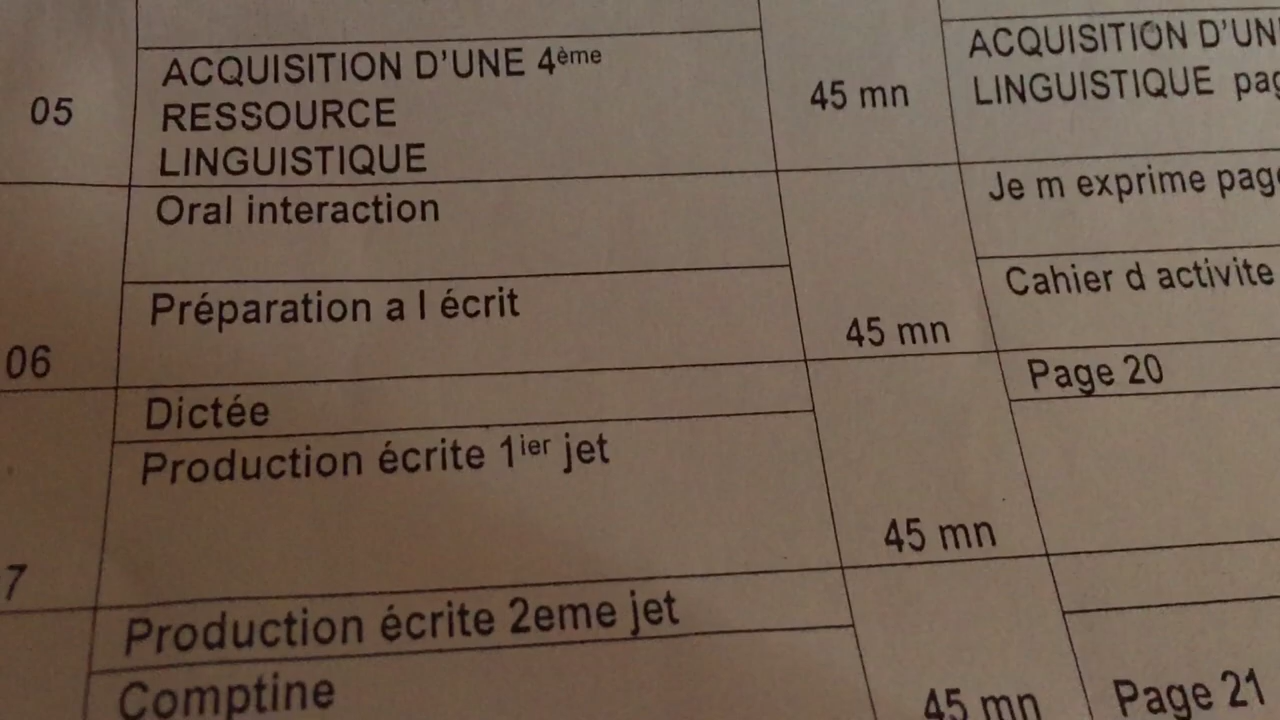 05
ACQUISITION D'UNE 4ème
RESSOURCE
LINGUISTIQUE
45 mn
ACQUISITION D'UN
LINGUISTIQUE
06
Oral interaction
Préparation a l écrit
45 mn
Je m exprime
Cahier d activite
7
Dictée
Production écrite 1ier jet
45 mn
Page 20
Production écrite 2eme jet
Comptine
45 mn
Page 21